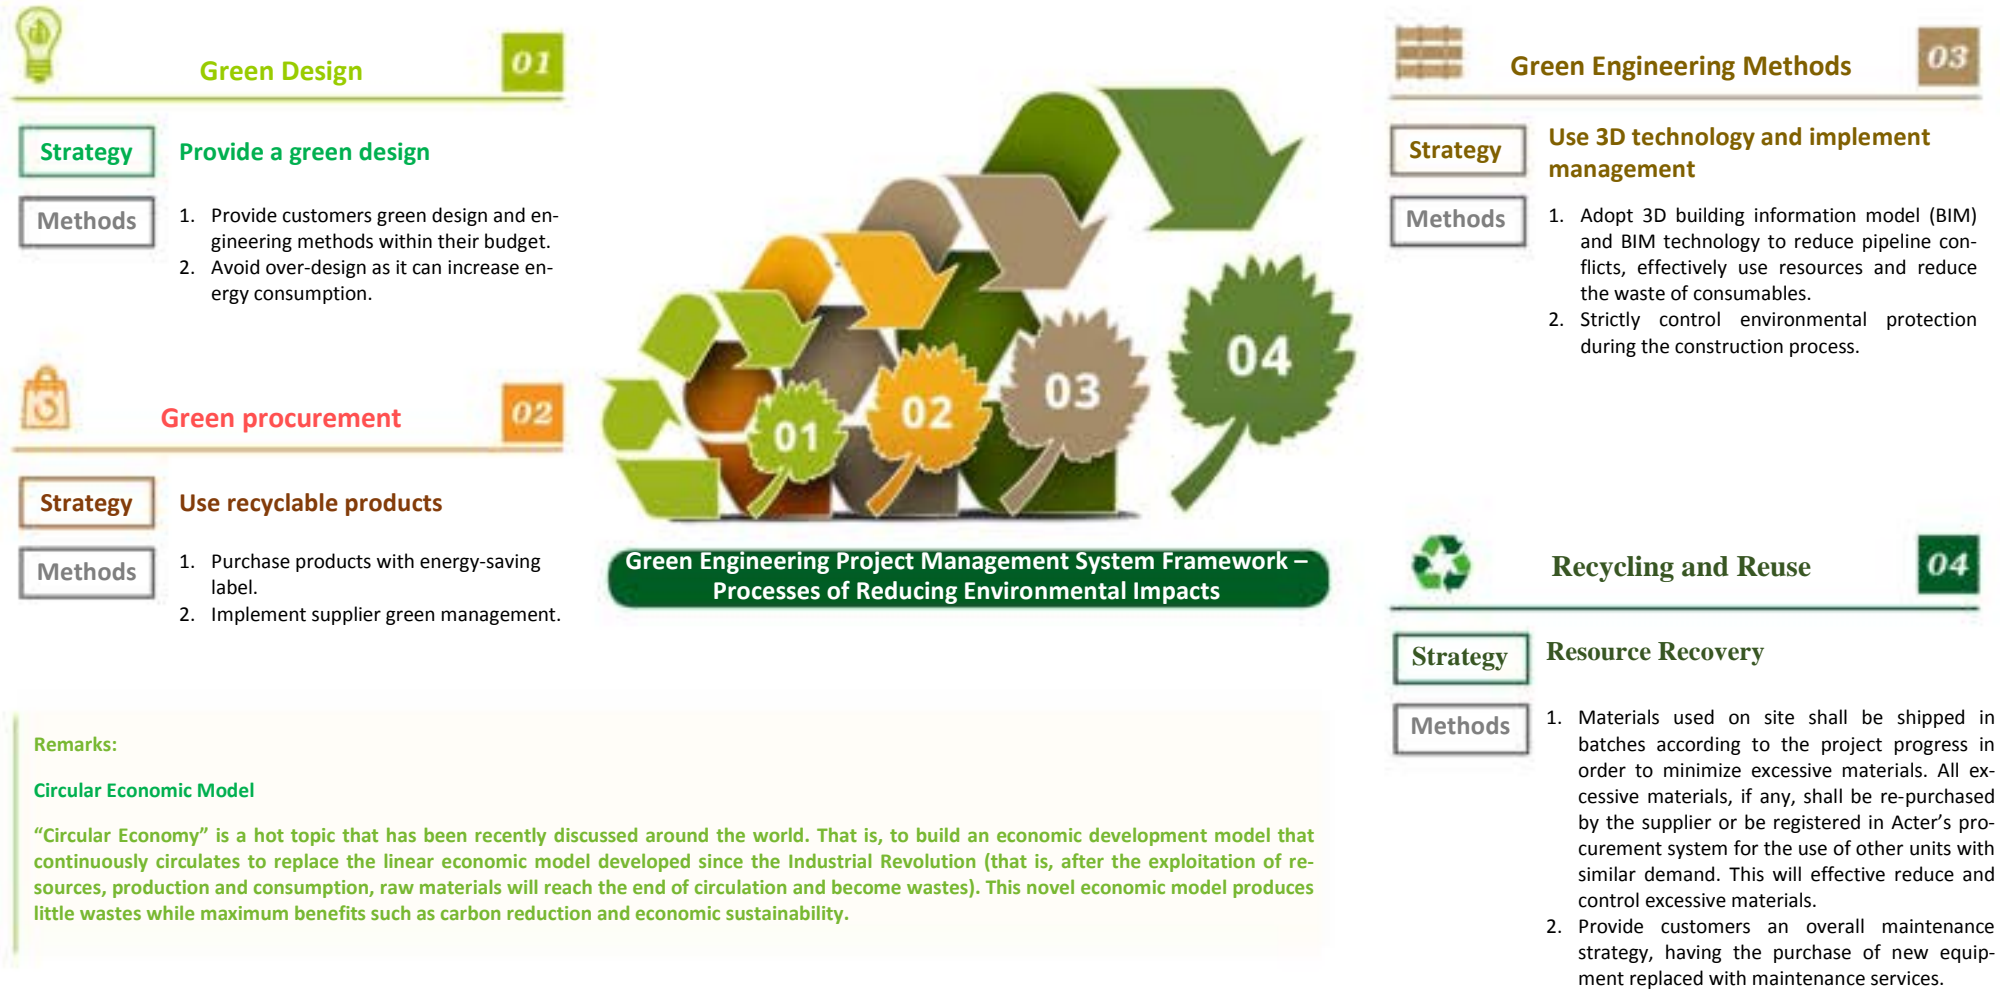 Green Design
01
Strategy
Provide a green design
Methods
1. Provide customers green design and en-
gineering methods within their budget.
2. Avoid over-design as it can increase en-
ergy consumption.
Green procurement
02
Strategy
Use recyclable products
Methods
1. Purchase products with energy-saving
label.
2. Implement supplier green management.
01
02
03
04
Green Engineering Project Management System Framework –
Processes of Reducing Environmental Impacts
Green Engineering Methods
03
Strategy
Use 3D technology and implement
management
Methods
1. Adopt 3D building information model (BIM)
and BIM technology to reduce pipeline con-
flicts, effectively use resources and reduce
the waste of consumables.
2. Strictly control environmental protection
during the construction process.
Recycling and Reuse
04
Strategy
Resource Recovery
Methods
1. Materials used on site shall be shipped in
batches according to the project progress in
order to minimize excessive materials. All ex-
cessive materials, if any, shall be re-purchased
by the supplier or be registered in Acter’s pro-
curement system for the use of other units with
similar demand. This will effective reduce and
control excessive materials.
2. Provide customers an overall maintenance
strategy, having the purchase of new equip-
ment replaced with maintenance services.
Remarks:
Circular Economic Model
“Circular Economy” is a hot topic that has been recently discussed around the world. That is, to build an economic development model that
continuously circulates to replace the linear economic model developed since the Industrial Revolution (that is, after the exploitation of re-
sources, production and consumption, raw materials will reach the end of circulation and become wastes). This novel economic model produces
little wastes while maximum benefits such as carbon reduction and economic sustainability.